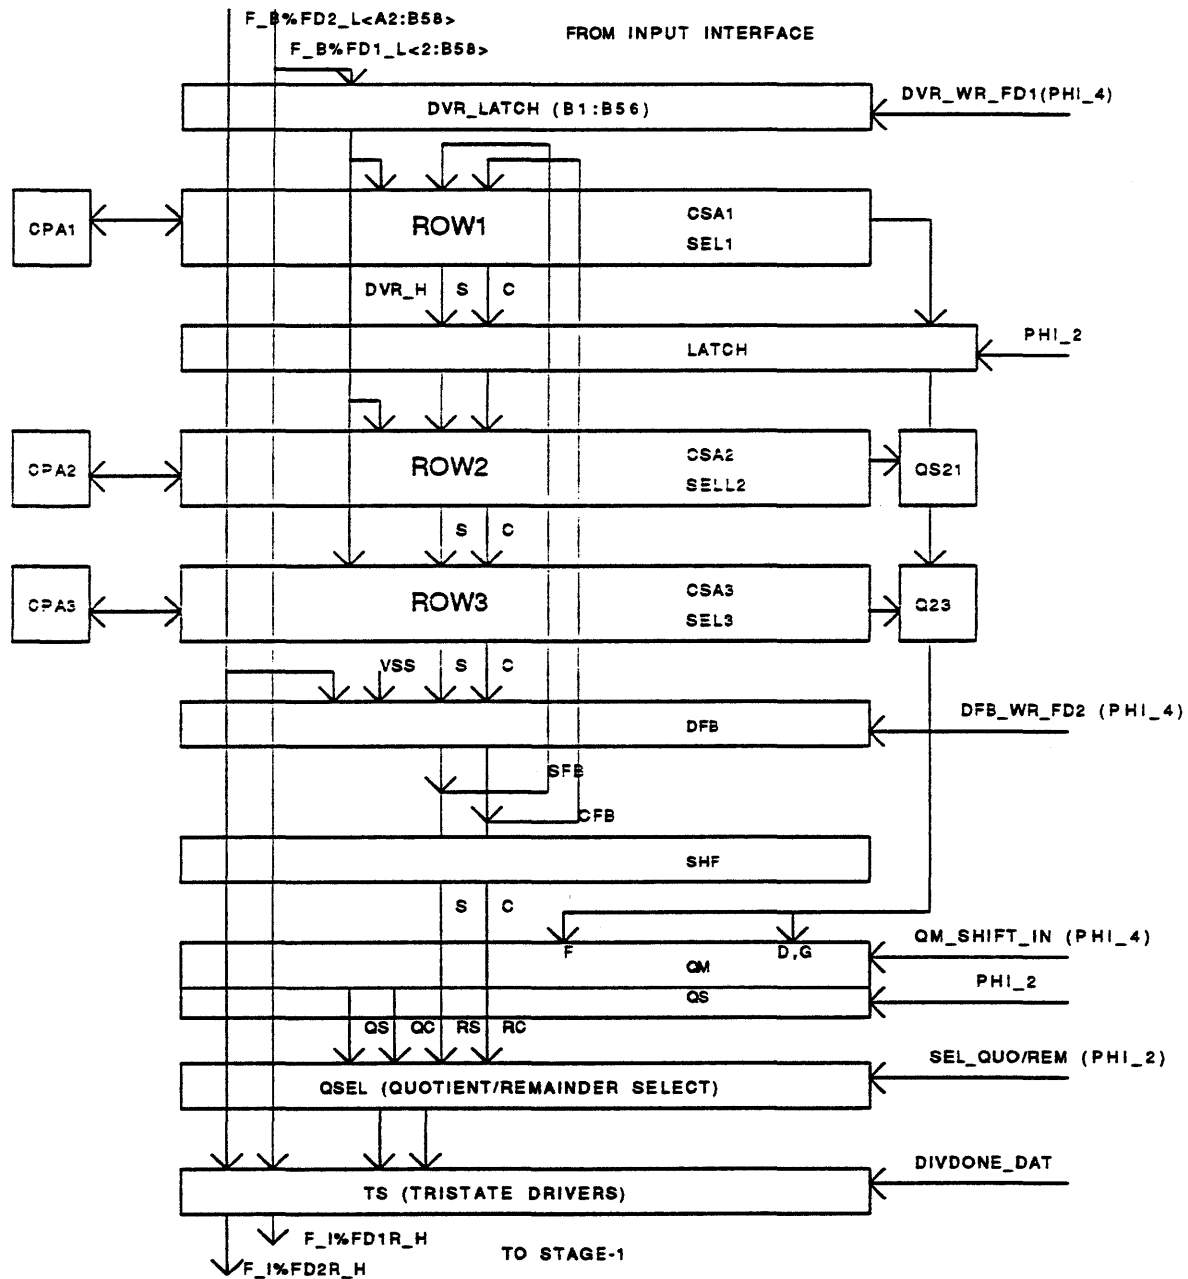 F_B%FD2_L<A2:B58>
FROM INPUT INTERFACE
F_B%FD1_L<2:B58>
DVR_WR_FD1(PHI_4)
DVR_LATCH (B1:B56)
CPA1
ROW1
CSA1
SEL1
DVR_H S C
PHI_2
LATCH
CPA2
ROW2
CSA2
SELL2
QS21
S C
CPA3
ROW3
CSA3
SEL3
Q23
VSS S C
DFB_WR_FD2 (PHI_4)
DFB
SFB
CFB
SHF
S C
QM_SHIFT_IN (PHI_4)
F D,G
QM
PHI_2
QS
QS QC RS RC
SEL_QUO/REM (PHI_2)
QSEL (QUOTIENT/REMAINDER SELECT)
DIVDONE_DAT
TS (TRISTATE DRIVERS)
F_I%FD1R_H
TO STAGE-1
F_I%FD2R_H